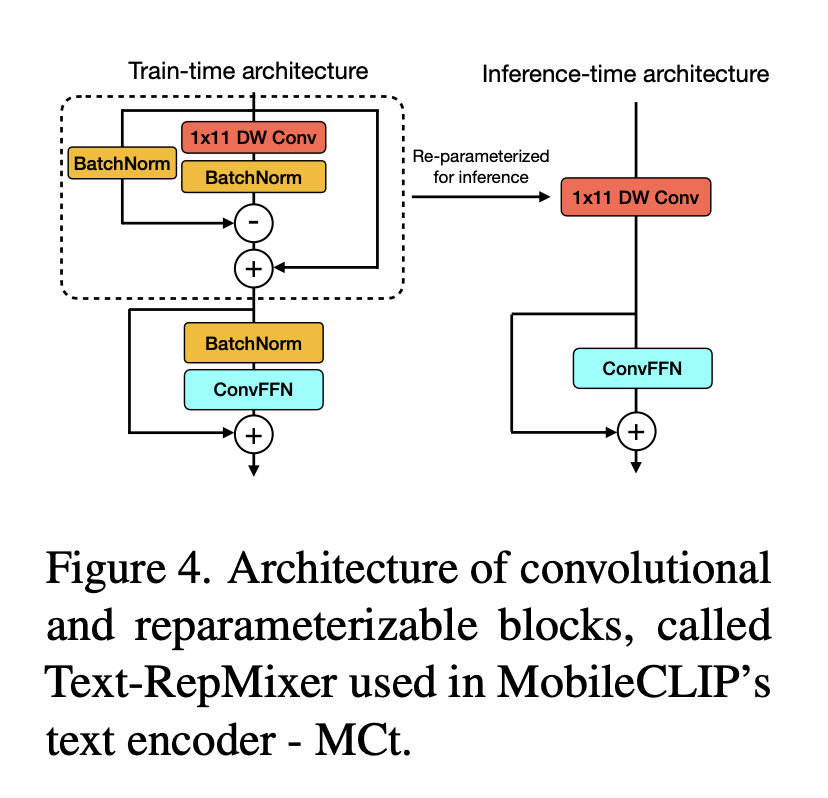 Train-time architecture
Inference-time architecture
1x11 DW Conv
BatchNorm
BatchNorm
-
+
BatchNorm
ConvFFN
+
Re-parameterized
for inference
1x11 DW Conv
ConvFFN
+
Figure 4. Architecture of convolutional
and reparameterizable blocks, called
Text-RepMixer used in MobileCLIP’s
text encoder - MCt.